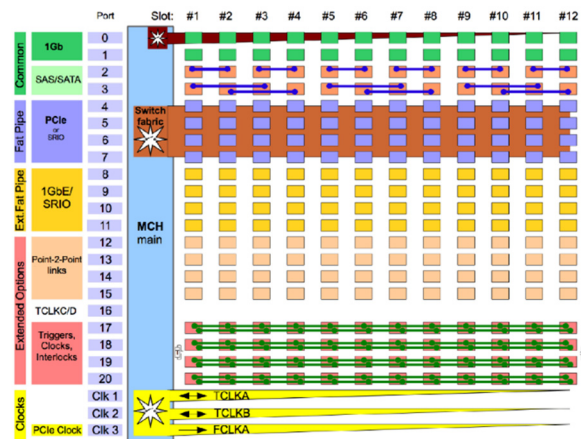 Port Slot: #1 #2 #3 #4 #5 #6 #7 #8 #9 #10 #11 #12
Common
1Gb
0
1
SAS/SATA
2
3
Fat Pipe
PCIe
or
SRIO
4
5
6
7
Switch
fabric
Ext.Fat Pipe
1GbE/
SRIO
8
9
10
11
MCH
main
Extended Options
Point-2-Point
links
12
13
14
15
TCLKC/D
16
Triggers,
Clocks,
Interlocks
17
18
19
20
Clocks
Clk 1
TCLKA
Clk 2
TCLKB
PCIe Clock
Clk 3
FCLKA